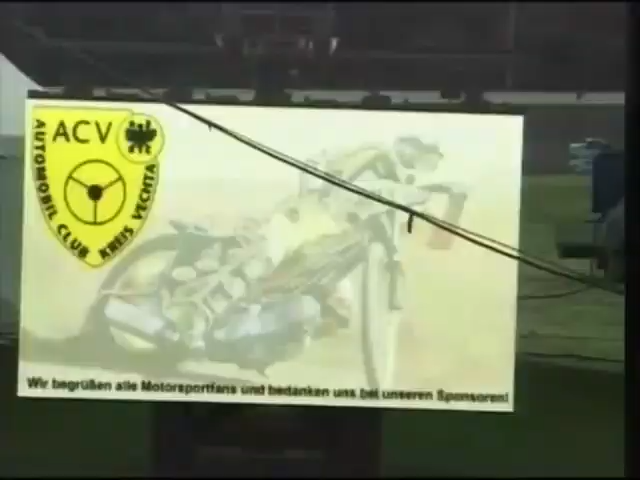 ACV
AUTOMOBIL CLUB KREIS VECHTA
Wir begrüßen alle Motorsportfans und bedanken uns bei unseren Sponsoren!